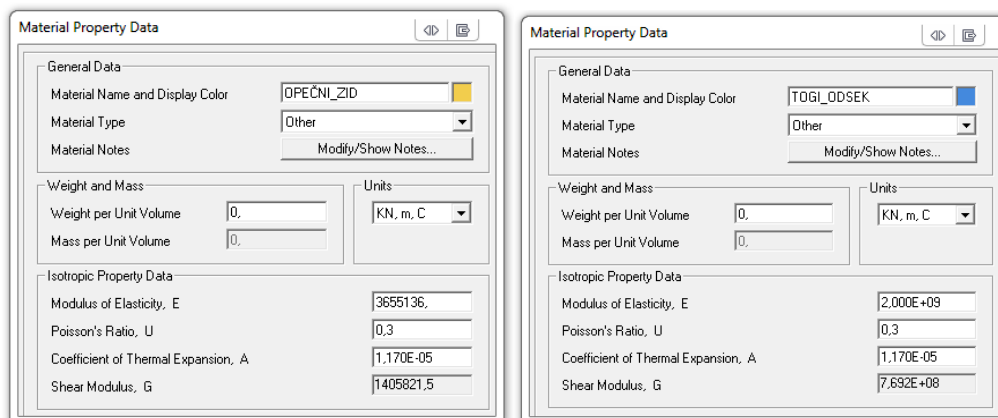 Material Property Data
General Data
Material Name and Display Color OPEČNI_ZID
Material Type Other
Material Notes Modify/Show Notes...
Weight and Mass
Weight per Unit Volume 0,
Mass per Unit Volume 0,
Units
KN, m, C
Isotropic Property Data
Modulus of Elasticity, E 3655136,
Poisson's Ratio, U 0,3
Coefficient of Thermal Expansion, A 1,170E-05
Shear Modulus, G 1405821,5
Material Property Data
General Data
Material Name and Display Color TOGI_ODSEK
Material Type Other
Material Notes Modify/Show Notes...
Weight and Mass
Weight per Unit Volume 0,
Mass per Unit Volume 0,
Units
KN, m, C
Isotropic Property Data
Modulus of Elasticity, E 2,000E+09
Poisson's Ratio, U 0,3
Coefficient of Thermal Expansion, A 1,170E-05
Shear Modulus, G 7,692E+08